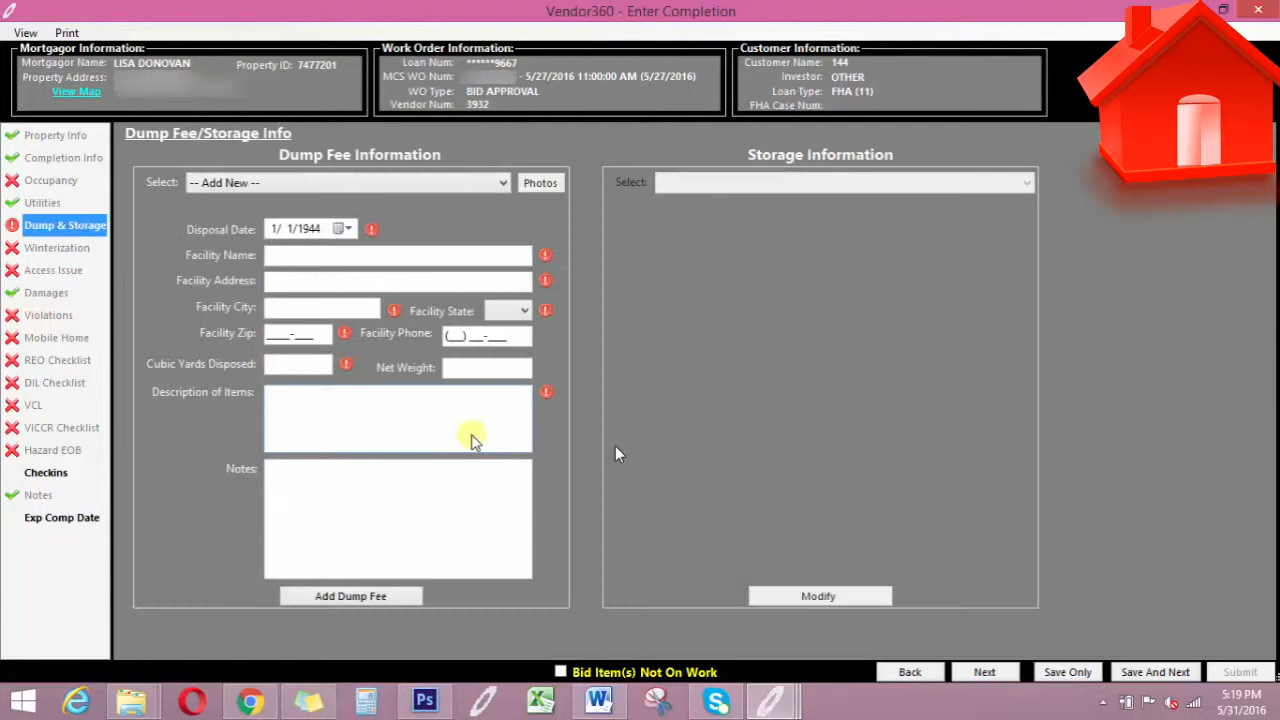 Vendor360 - Enter Completion
View Print
Mortgagor Information:
Mortgagor Name: LISA DONOVAN Property ID: 7477201
Property Address:
View Map
Work Order Information:
Loan Num: ******9667
MCS WO Num: - 5/27/2016 11:00:00 AM (5/27/2016)
WO Type: BID APPROVAL
Vendor Num: 3932
Customer Information:
Customer Name: 144
Investor: OTHER
Loan Type: FHA (11)
FHA Case Num:
Property Info
Completion Info
Occupancy
Utilities
Dump & Storage
Winterization
Access Issue
Damages
Violations
Mobile Home
REO Checklist
DIL Checklist
VCL
VICCR Checklist
Hazard EOB
Checkins
Notes
Exp Comp Date
Dump Fee/Storage Info
Dump Fee Information
Select: -- Add New -- Photos
Disposal Date: 1/ 1/1944
Facility Name:
Facility Address:
Facility City: Facility State:
Facility Zip: ____-___ Facility Phone: (__) __-___
Cubic Yards Disposed: Net Weight:
Description of Items:
Notes:
Add Dump Fee
Storage Information
Select:
Modify
Bid Item(s) Not On Work
Back Next Save Only Save And Next Submit
5:19 PM
5/31/2016